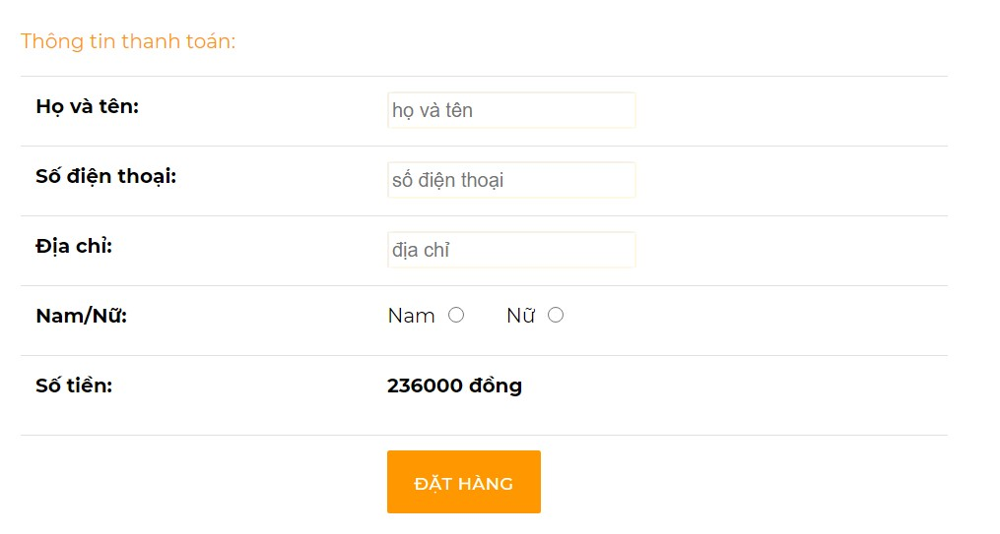 Thông tin thanh toán:
Họ và tên: họ và tên
Số điện thoại: số điện thoại
Địa chỉ: địa chỉ
Nam/Nữ: Nam Nữ
Số tiền: 236000 đồng
ĐẶT HÀNG